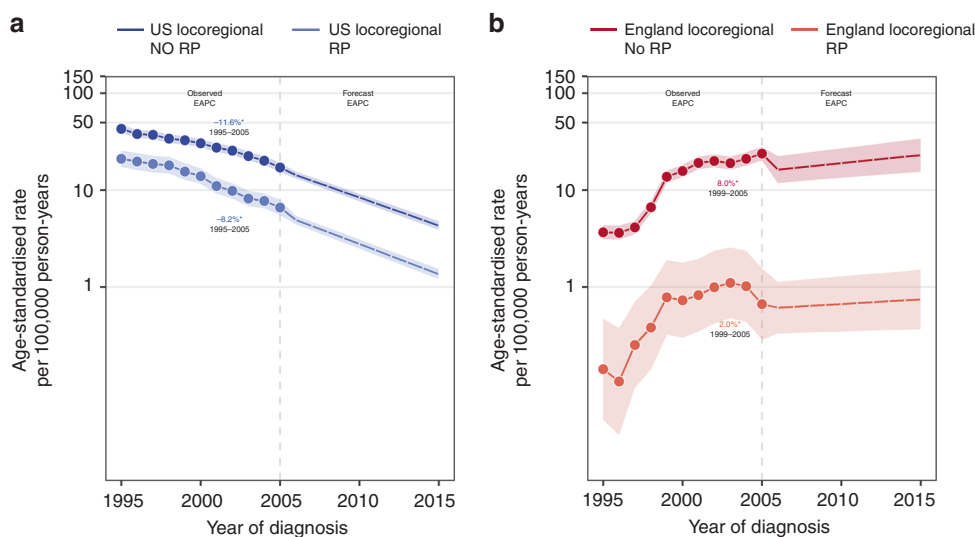 a
US locoregional
NO RP
US locoregional
RP
Age-standardised rate
per 100,000 person-years
150
100
50
10
1
Observed
EAPC
Forecast
EAPC
−11.6%*
1995–2005
−8.2%*
1995–2005
1995
2000
2005
2010
2015
Year of diagnosis
b
England locoregional
No RP
England locoregional
RP
Age-standardised rate
per 100,000 person-years
150
100
50
10
1
Observed
EAPC
Forecast
EAPC
8.0%*
1999–2005
2.0%*
1999–2005
1995
2000
2005
2010
2015
Year of diagnosis